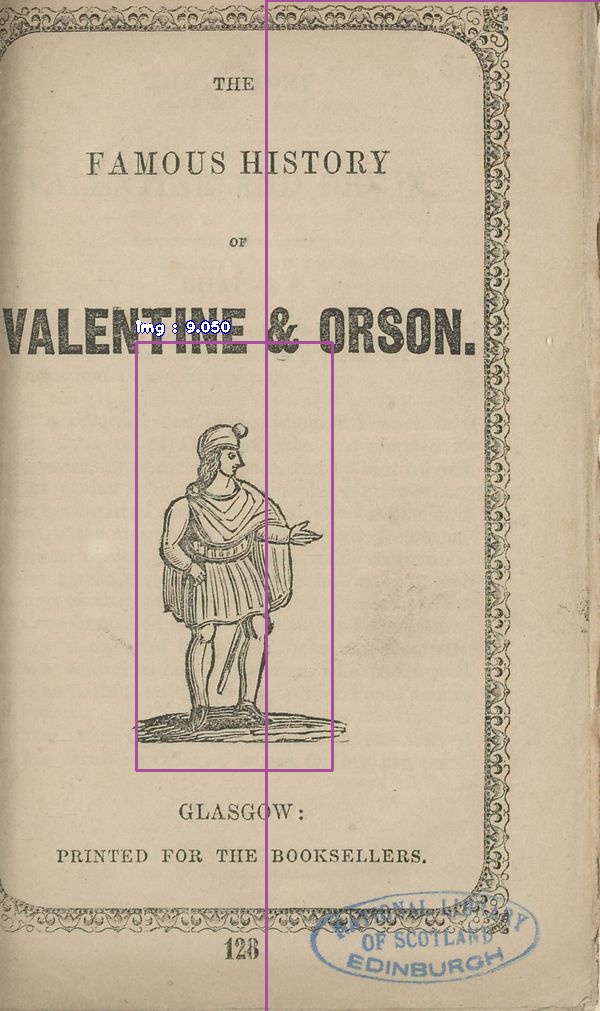 THE
FAMOUS HISTORY
OF
VALENTINE & ORSON.
Img : 9.050
GLASGOW:
PRINTED FOR THE BOOKSELLERS.
128
NATIONAL LIBRARY
OF SCOTLAND
EDINBURGH